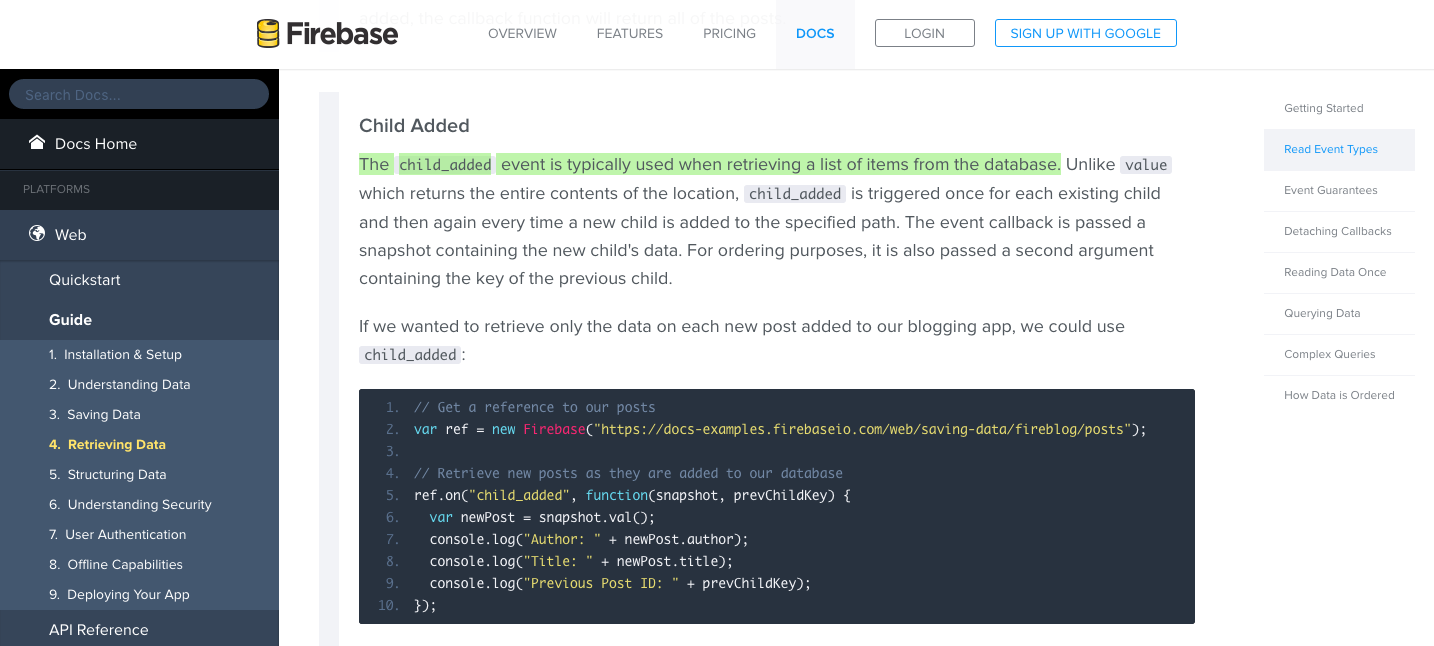 added, the callback function will return all of the posts
Firebase
OVERVIEW
FEATURES
PRICING
DOCS
LOGIN
SIGN UP WITH GOOGLE
Search Docs...
Docs Home
PLATFORMS
Web
Quickstart
Guide
1. Installation & Setup
2. Understanding Data
3. Saving Data
4. Retrieving Data
5. Structuring Data
6. Understanding Security
7. User Authentication
8. Offline Capabilities
9. Deploying Your App
API Reference
Child Added
The child_added event is typically used when retrieving a list of items from the database. Unlike value
which returns the entire contents of the location, child_added is triggered once for each existing child
and then again every time a new child is added to the specified path. The event callback is passed a
snapshot containing the new child's data. For ordering purposes, it is also passed a second argument
containing the key of the previous child.
If we wanted to retrieve only the data on each new post added to our blogging app, we could use
child_added:
1. // Get a reference to our posts
2. var ref = new Firebase("https://docs-examples.firebaseio.com/web/saving-data/fireblog/posts");
3.
4. // Retrieve new posts as they are added to our database
5. ref.on("child_added", function(snapshot, prevChildKey) {
6. var newPost = snapshot.val();
7. console.log("Author: " + newPost.author);
8. console.log("Title: " + newPost.title);
9. console.log("Previous Post ID: " + prevChildKey);
10. });
Getting Started
Read Event Types
Event Guarantees
Detaching Callbacks
Reading Data Once
Querying Data
Complex Queries
How Data is Ordered